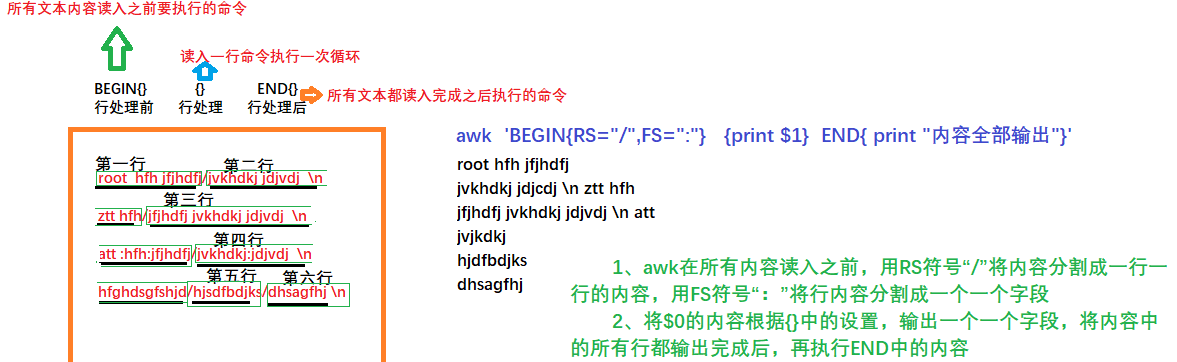 所有文本内容读入之前要执行的命令
读入一行命令执行一次循环
BEGIN{} {} END{}
行处理前 行处理 行处理后
所有文本都读入完成之后执行的命令
第一行 第二行
root hfh jfjhdfj/jvkhdkj jdjvdj \n
第三行
ztt hfh/jfjhdfj jvkhdkj jdjvdj \n
第四行
att :hfh:jfjhdfj/jvkhdkj:jdjvdj \n
第五行 第六行
hfghdsgfshjd/hjsdfbdjks/dhsagfhj \n
awk 'BEGIN{RS="/",FS=":"} {print $1} END{ print "内容全部输出"}'
root hfh jfjhdfj
jvkhdkj jdjcdj \n ztt hfh
jfjhdfj jvkhdkj jdjvdj \n att
jvjkdkj
hjdfbdjks
dhsagfhj
1、awk在所有内容读入之前，用RS符号“/”将内容分割成一行一
行的内容，用FS符号“：”将行内容分割成一个一个字段
2、将$0的内容根据{}中的设置，输出一个一个字段，将内容中
的所有行都输出完成后，再执行END中的内容